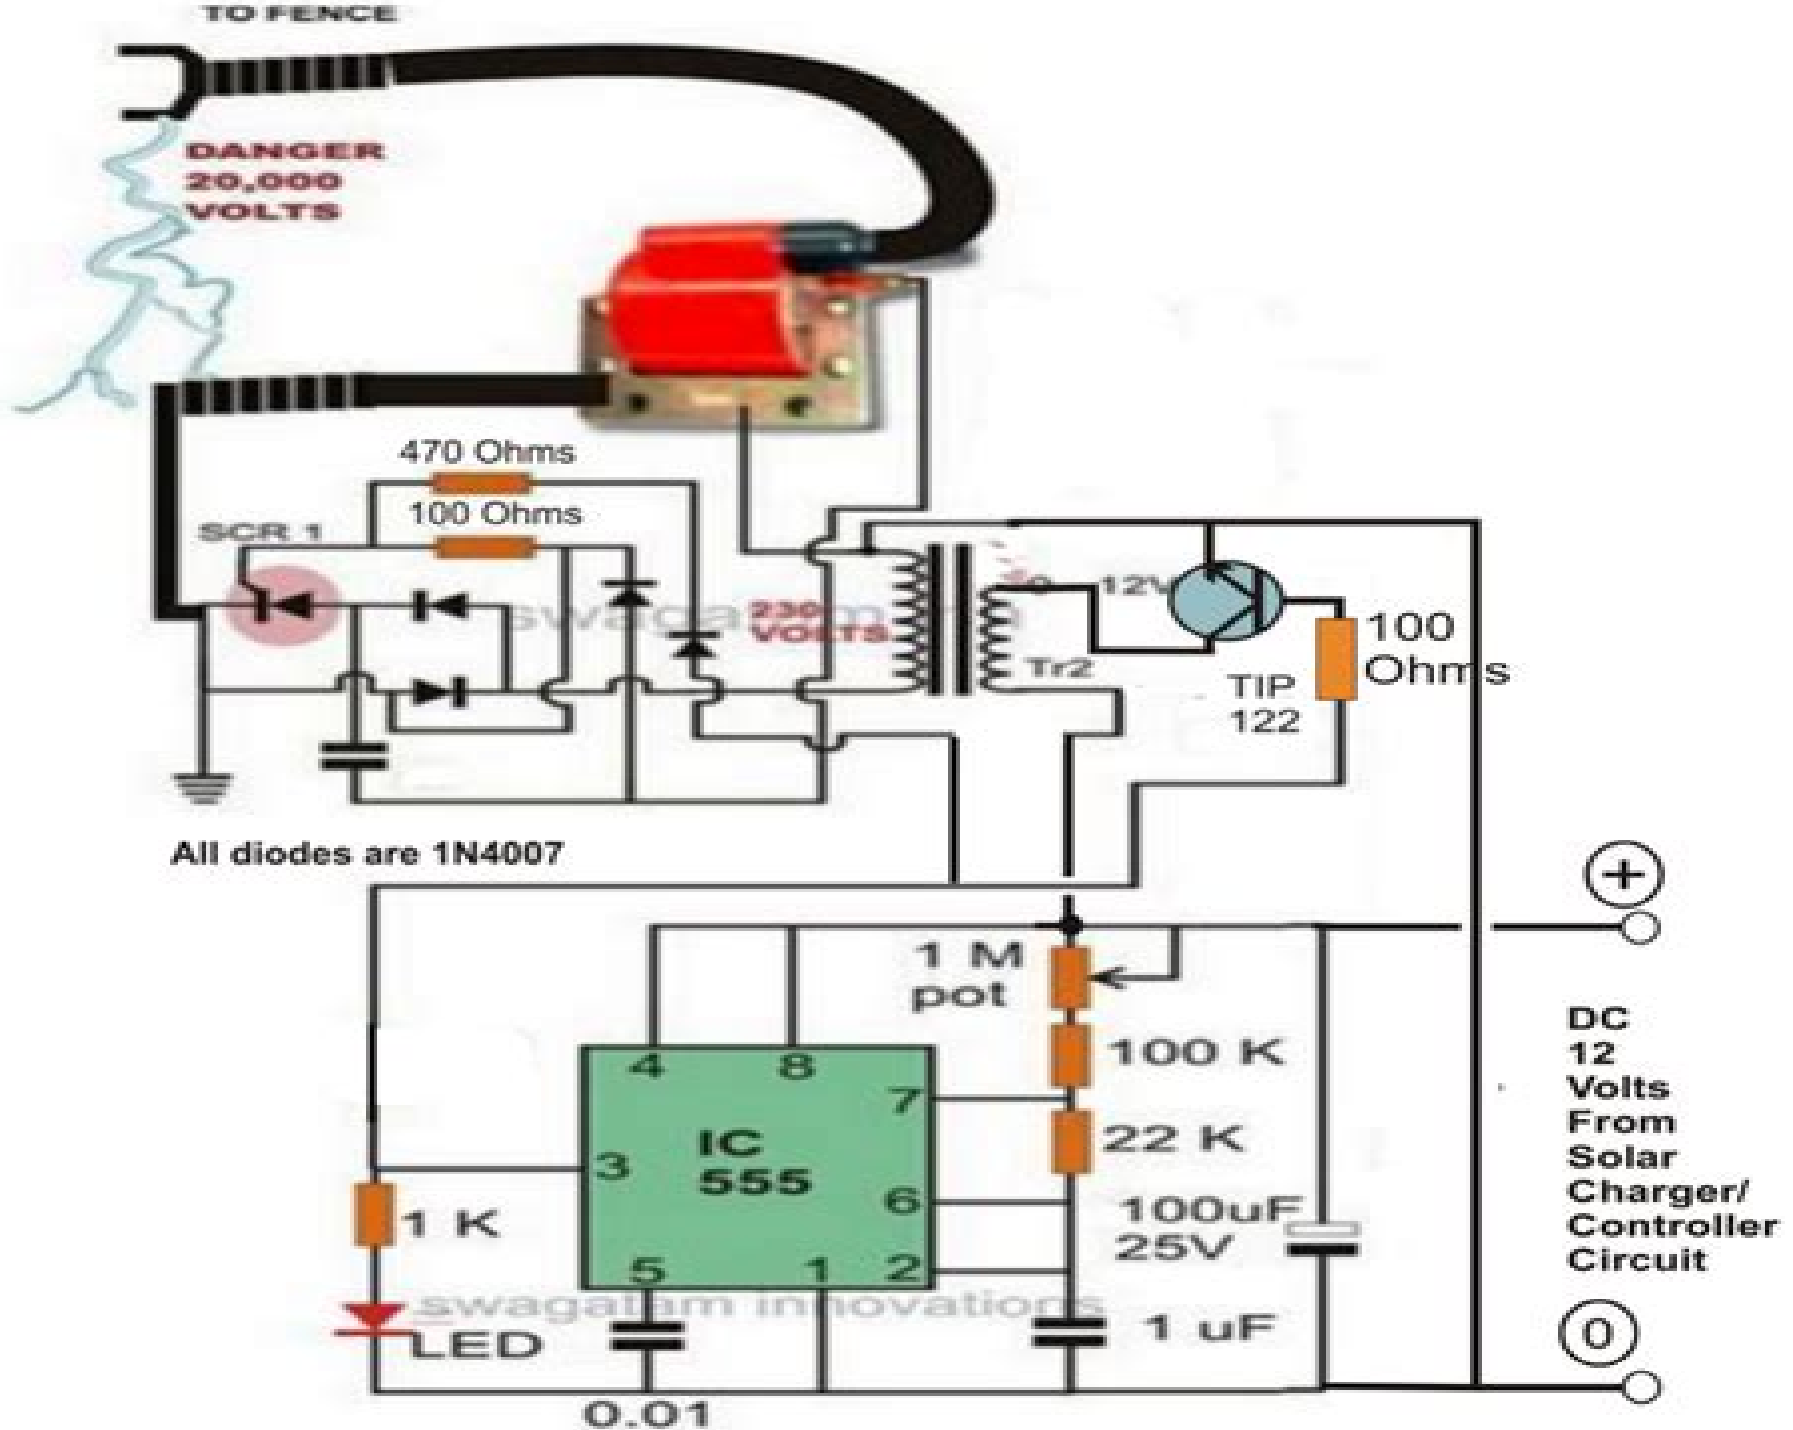 TO FENCE
DANGER
20,000
VOLTS
470 Ohms
100 Ohms
SCR 1
230
VOLTS
12V
100
Ohms
Tr2
TIP
122
All diodes are 1N4007
+
1 M
pot
DC
12
Volts
From
Solar
Charger/
Controller
Circuit
4
8
7
100 K
IC
555
22 K
3
6
100uF
25V
1 K
5
1
2
swagatam innovations
LED
1 uF
0
0.01